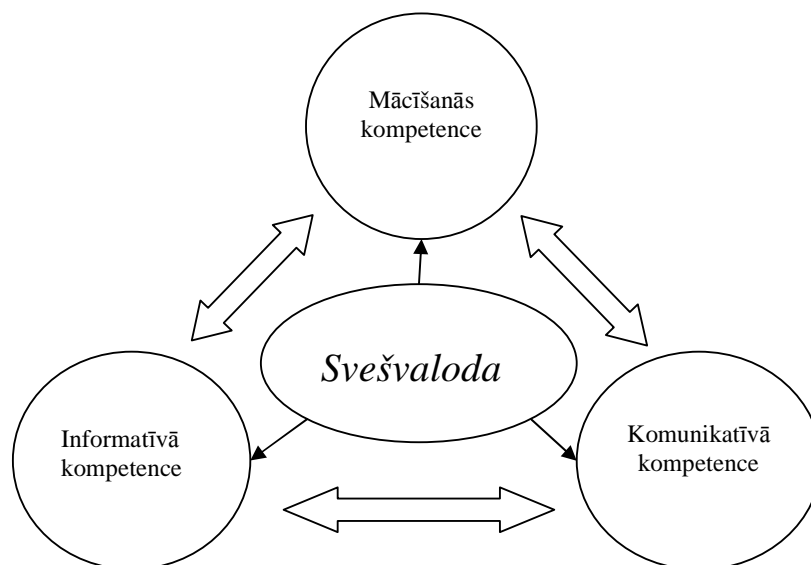 Mācīšanās
kompetence
Svešvaloda
Informatīvā
kompetence
Komunikatīvā
kompetence